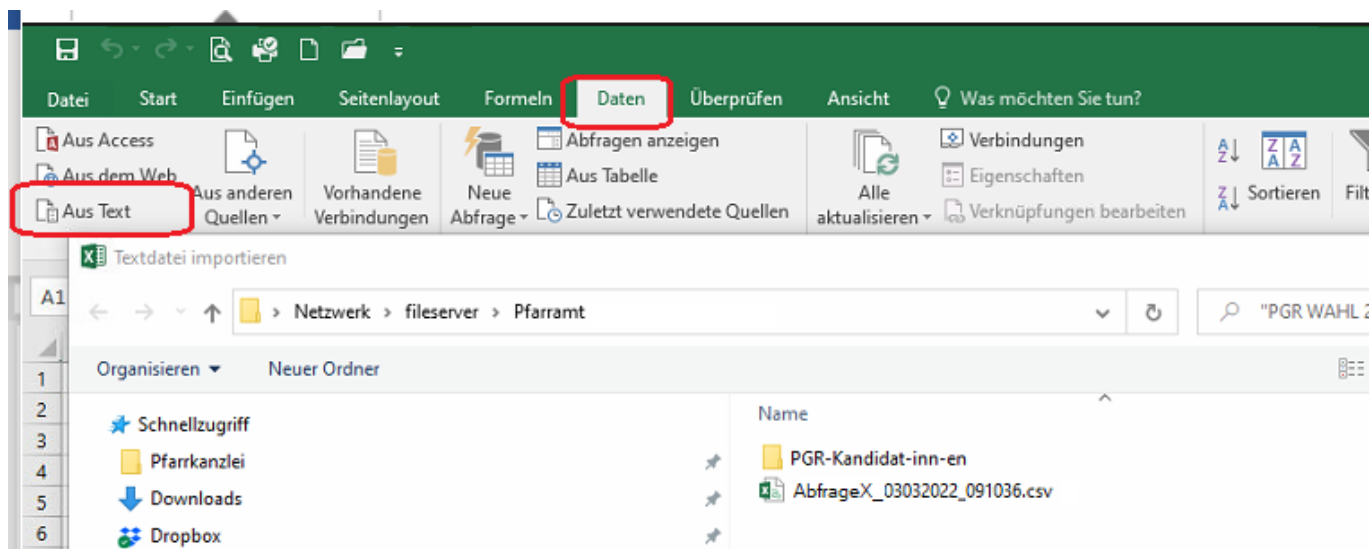 Datei Start Einfügen Seitenlayout Formeln Daten Überprüfen Ansicht Was möchten Sie tun?
Aus Access
Aus dem Web
Aus Text
Aus anderen
Quellen
Vorhandene
Verbindungen
Neue
Abfrage
Abfragen anzeigen
Aus Tabelle
Zuletzt verwendete Quellen
Alle
aktualisieren
Verbindungen
Eigenschaften
Verknüpfungen bearbeiten
A
Z
Z
A
Z A
A Z
Sortieren
Filt
Textdatei importieren
A1
Netzwerk > fileserver > Pfarramt
"PGR WAHL 2
Organisieren Neuer Ordner
1
2
3
4
5
6
Schnellzugriff
Pfarrkanzlei
Downloads
Dropbox
Name
PGR-Kandidat-inn-en
AbfrageX_03032022_091036.csv